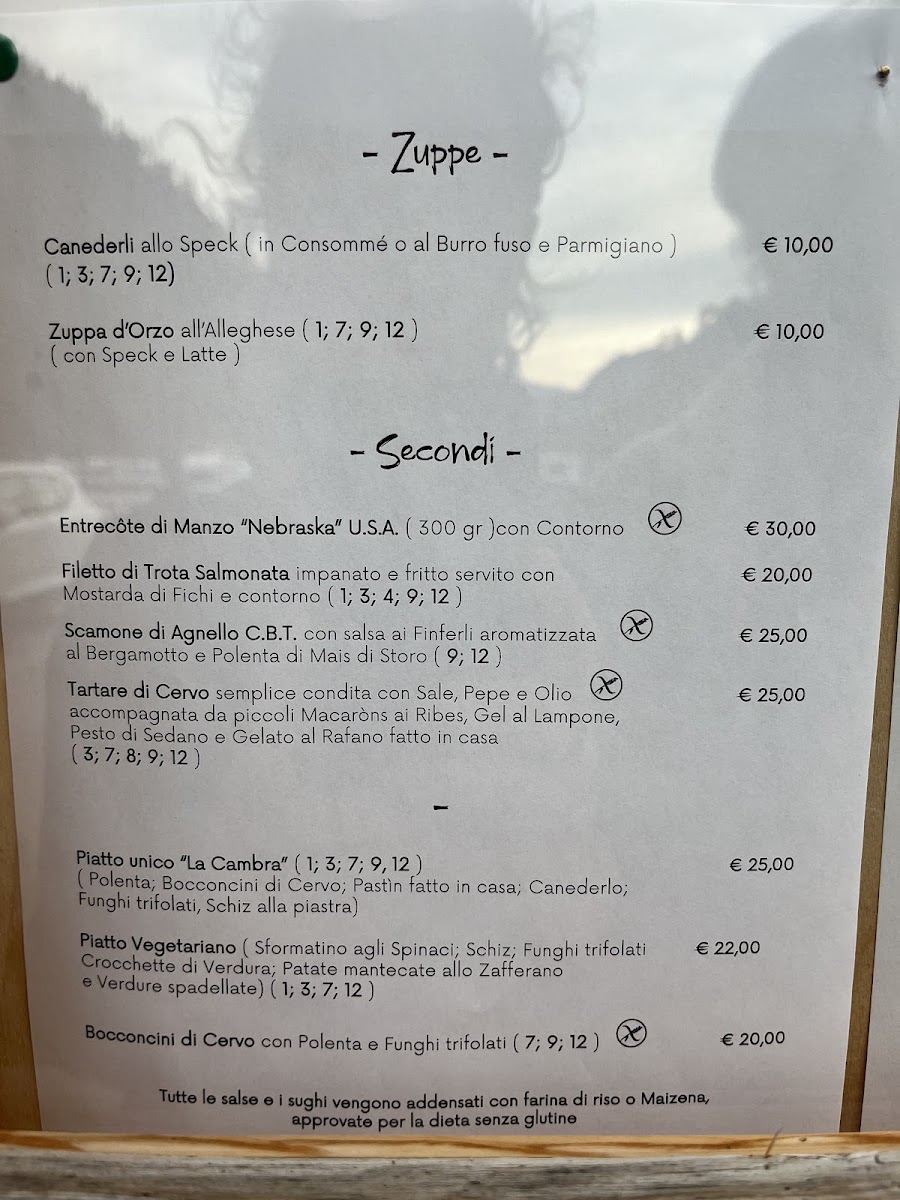 - Zuppe -
Canederli allo Speck ( in Consommé o al Burro fuso e Parmigiano ) € 10,00
( 1; 3; 7; 9; 12)
Zuppa d'Orzo all'Alleghese ( 1; 7; 9; 12 ) € 10,00
( con Speck e Latte )
- Secondi -
Entrecôte di Manzo "Nebraska" U.S.A. ( 300 gr )con Contorno € 30,00
Filetto di Trota Salmonata impanato e fritto servito con € 20,00
Mostarda di Fichi e contorno ( 1; 3; 4; 9; 12 )
Scamone di Agnello C.B.T. con salsa ai Finferli aromatizzata € 25,00
al Bergamotto e Polenta di Mais di Storo ( 9; 12 )
Tartare di Cervo semplice condita con Sale, Pepe e Olio € 25,00
accompagnata da piccoli Macaròns ai Ribes, Gel al Lampone,
Pesto di Sedano e Gelato al Rafano fatto in casa
( 3; 7; 8; 9; 12 )
-
Piatto unico "La Cambra" ( 1; 3; 7; 9, 12 ) € 25,00
( Polenta; Bocconcini di Cervo; Pastìn fatto in casa; Canederlo;
Funghi trifolati, Schiz alla piastra)
Piatto Vegetariano ( Sformatino agli Spinaci; Schiz; Funghi trifolati € 22,00
Crocchette di Verdura; Patate mantecate allo Zafferano
e Verdure spadellate) ( 1; 3; 7; 12 )
Bocconcini di Cervo con Polenta e Funghi trifolati ( 7; 9; 12 ) € 20,00
Tutte le salse e i sughi vengono addensati con farina di riso o Maizena,
approvate per la dieta senza glutine